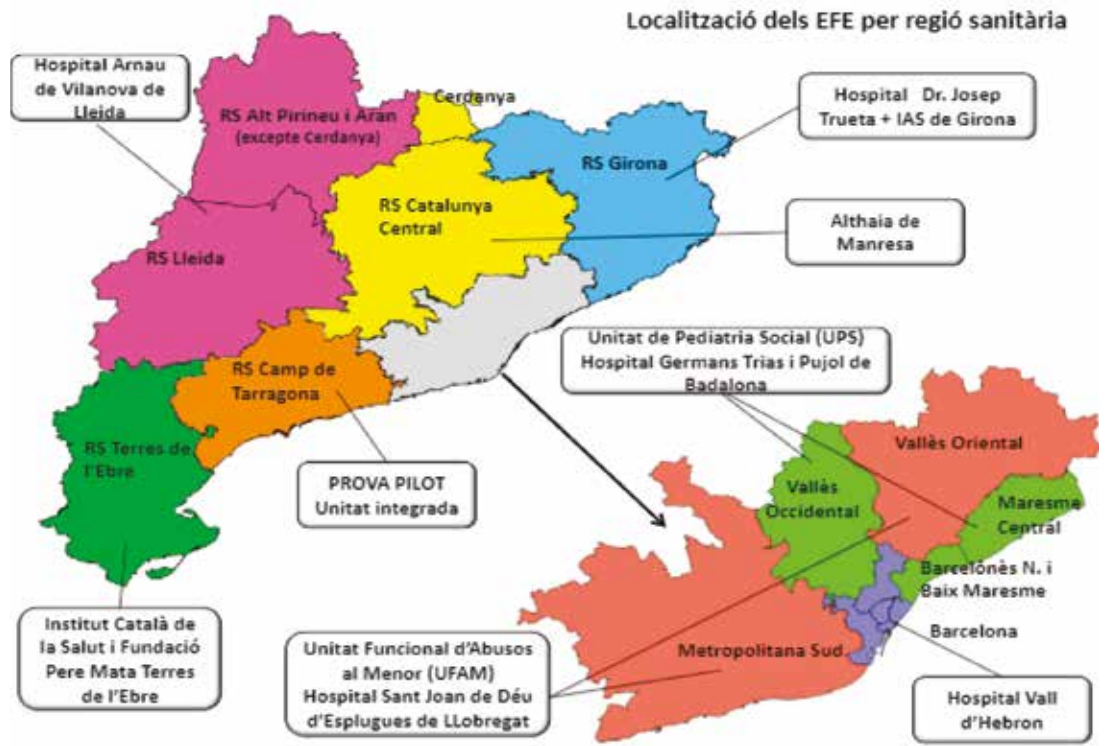 Localització dels EFE per regió sanitària
Hospital Arnau
de Vilanova de
Lleida
Cerdanya
RS Alt Pirineu i Aran
(excepte Cerdanya)
Hospital Dr. Josep
Trueta + IAS de Girona
RS Girona
RS Catalunya
Central
Althaia de
Manresa
RS Lleida
Unitat de Pediatria Social (UPS)
Hospital Germans Trias i Pujol de
Badalona
RS Camp de
Tarragona
RS Terres de
l'Ebre
PROVA PILOT
Unitat integrada
Vallès Oriental
Vallès
Occidental
Maresme
Central
Barcelonès N. i
Baix Maresme
Barcelona
Metropolitana Sud
Institut Català de
la Salut i Fundació
Pere Mata Terres
de l'Ebre
Unitat Funcional d'Abusos
al Menor (UFAM)
Hospital Sant Joan de Déu
d'Esplugues de LLobregat
Hospital Vall
d'Hebron